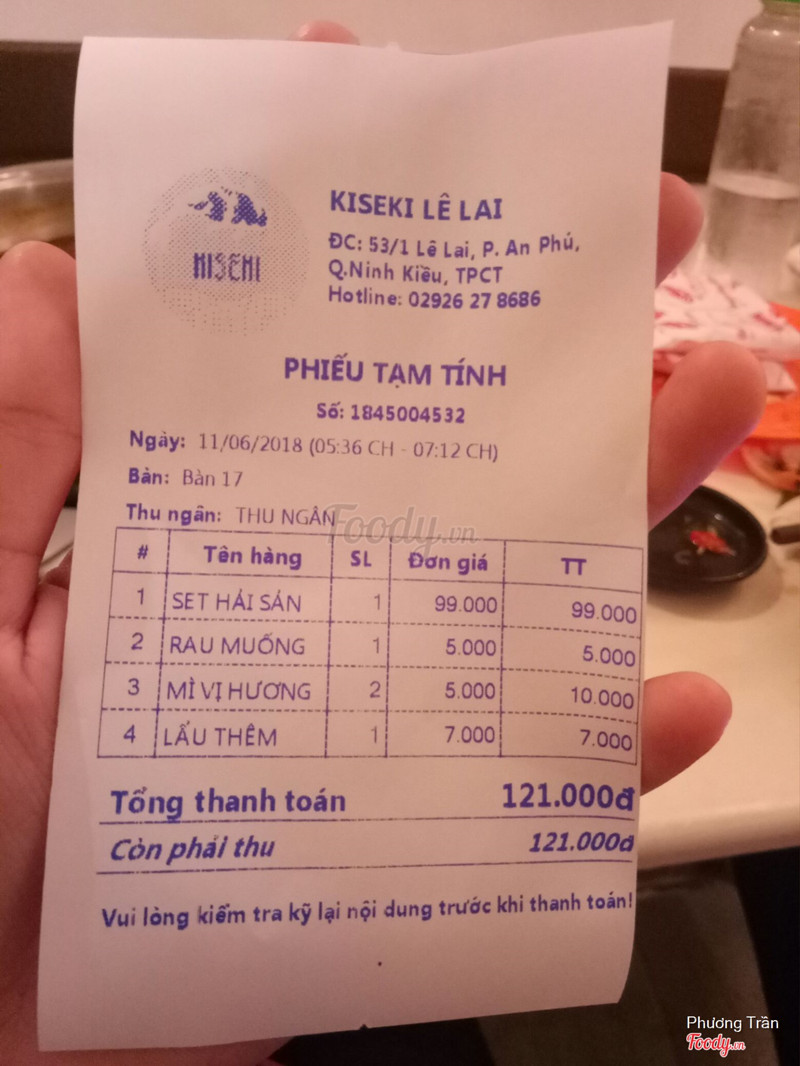 KISEKI
KISEKI LÊ LAI
ĐC: 53/1 Lê Lai, P. An Phú,
Q.Ninh Kiều, TPCT
Hotline: 02926 27 8686
PHIẾU TẠM TÍNH
Số: 1845004532
Ngày: 11/06/2018 (05:36 CH - 07:12 CH)
Bàn: Bàn 17
Thu ngân: THU NGÂN
Foody.vn
# Tên hàng SL Đơn giá TT
1 SET HẢI SẢN 1 99.000 99.000
2 RAU MUỐNG 1 5.000 5.000
3 MÌ VỊ HƯƠNG 2 5.000 10.000
4 LẨU THÊM 1 7.000 7.000
Tổng thanh toán 121.000đ
Còn phải thu 121.000đ
Vui lòng kiểm tra kỹ lại nội dung trước khi thanh toán!
Phương Trần
Foody.vn